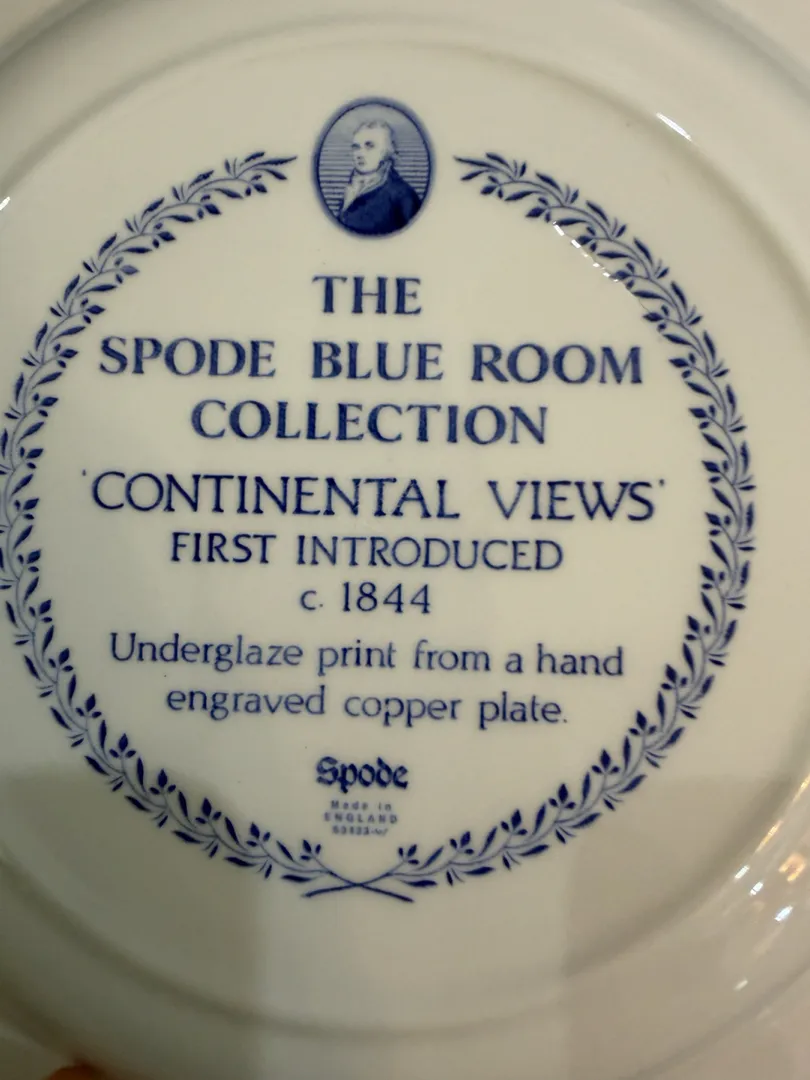 THE
SPODE BLUE ROOM
COLLECTION
'CONTINENTAL VIEWS'
FIRST INTRODUCED
c. 1844
Underglaze print from a hand
engraved copper plate.
Spode
Made in
ENGLAND